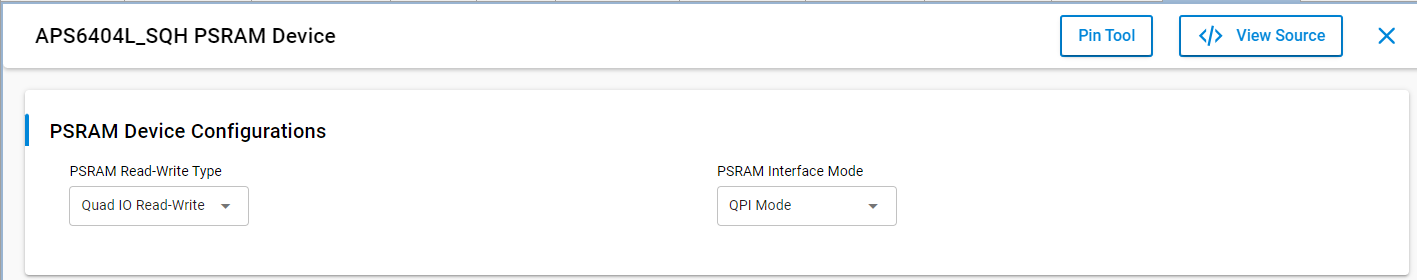 APS6404L_SQH PSRAM Device
Pin Tool
</> View Source
PSRAM Device Configurations
PSRAM Read-Write Type
PSRAM Interface Mode
Quad IO Read-Write
QPI Mode